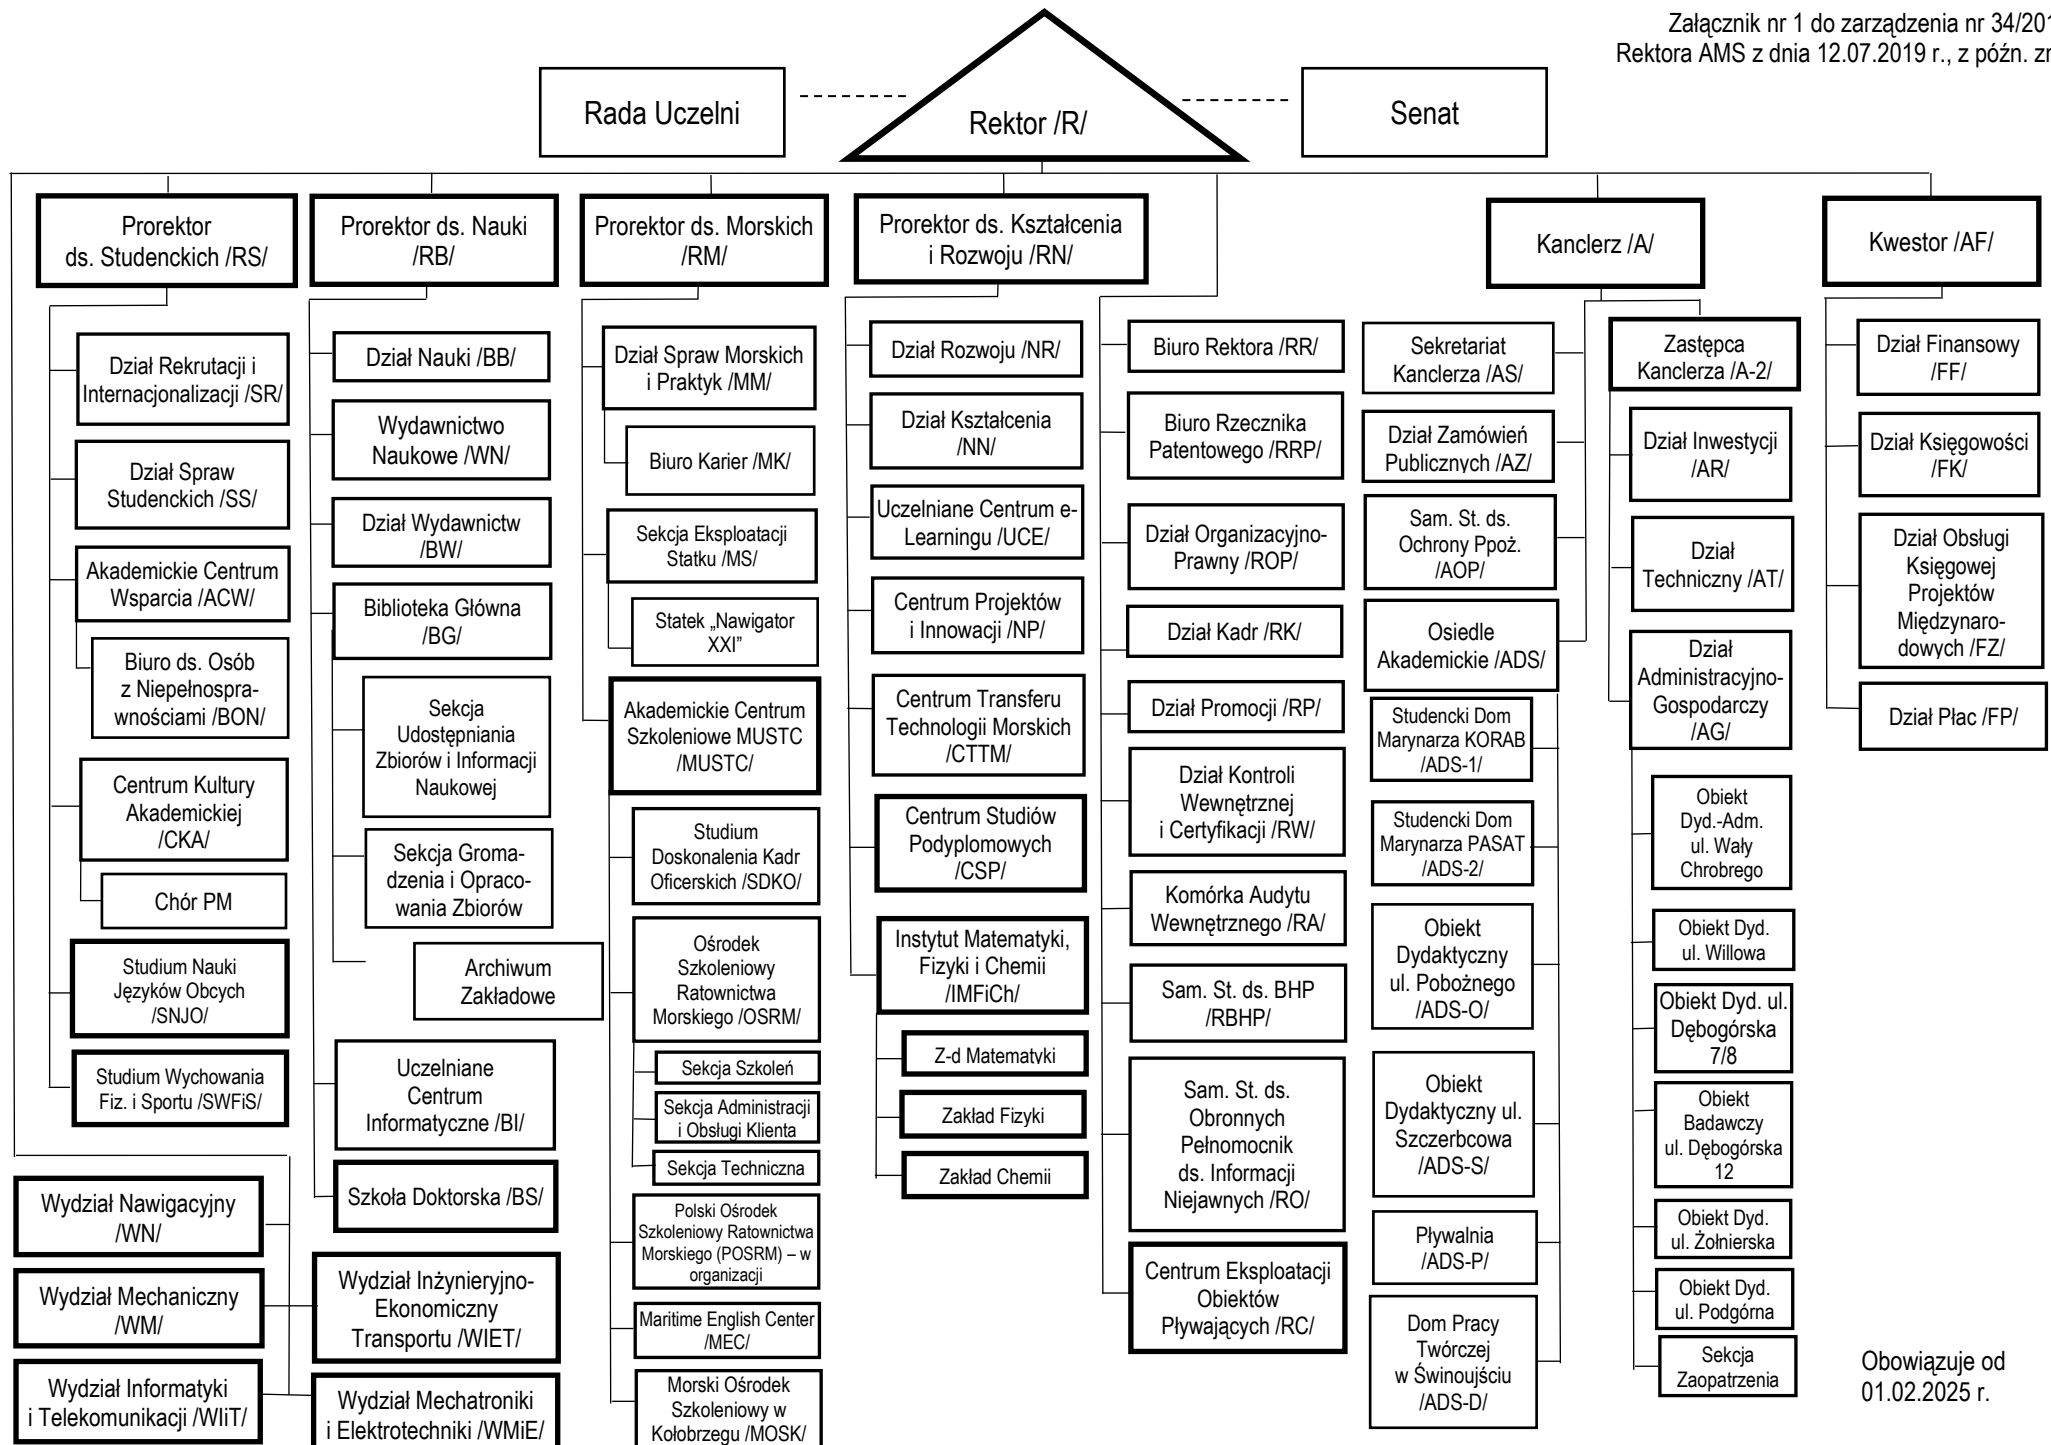 Załącznik nr 1 do zarządzenia nr 34/201
Rektora AMS z dnia 12.07.2019 r., z późn. zm
Rada Uczelni
Rektor /R/
Senat
Prorektor
ds. Studenckich /RS/
Prorektor ds. Nauki
/RB/
Prorektor ds. Morskich
/RM/
Prorektor ds. Kształcenia
i Rozwoju /RN/
Kanclerz /A/
Kwestor /AF/
Dział Rekrutacji i
Internacjonalizacji /SR/
Dział Spraw
Studenckich /SS/
Akademickie Centrum
Wsparcia /ACW/
Biuro ds. Osób
z Niepełnospra-
wnościami /BON/
Centrum Kultury
Akademickiej
/CKA/
Chór PM
Studium Nauki
Języków Obcych
/SNJO/
Studium Wychowania
Fiz. i Sportu /SWFiS/
Wydział Nawigacyjny
/WN/
Wydział Mechaniczny
/WM/
Wydział Informatyki
i Telekomunikacji /WIiT/
Dział Nauki /BB/
Wydawnictwo
Naukowe /WN/
Dział Wydawnictw
/BW/
Biblioteka Główna
/BG/
Sekcja
Udostępniania
Zbiorów i Informacji
Naukowej
Sekcja Groma-
dzenia i Opraco-
wania Zbiorów
Archiwum
Zakładowe
Uczelniane
Centrum
Informatyczne /BI/
Szkoła Doktorska /BS/
Wydział Inżynieryjno-
Ekonomiczny
Transportu /WIET/
Wydział Mechatroniki
i Elektrotechniki /WMiE/
Dział Spraw Morskich
i Praktyk /MM/
Biuro Karier /MK/
Sekcja Eksploatacji
Statku /MS/
Statek „Nawigator
XXI”
Akademickie Centrum
Szkoleniowe MUSTC
/MUSTC/
Studium
Doskonalenia Kadr
Oficerskich /SDKO/
Ośrodek
Szkoleniowy
Ratownictwa
Morskiego /OSRM/
Sekcja Szkoleń
Sekcja Administracji
i Obsługi Klienta
Sekcja Techniczna
Polski Ośrodek
Szkoleniowy Ratownictwa
Morskiego (POSRM) – w
organizacji
Maritime English Center
/MEC/
Morski Ośrodek
Szkoleniowy w
Kołobrzegu /MOSK/
Dział Rozwoju /NR/
Dział Kształcenia
/NN/
Uczelniane Centrum e-
Learningu /UCE/
Centrum Projektów
i Innowacji /NP/
Centrum Transferu
Technologii Morskich
/CTTM/
Centrum Studiów
Podyplomowych
/CSP/
Instytut Matematyki,
Fizyki i Chemii
/IMFiCh/
Z-d Matematyki
Zakład Fizyki
Zakład Chemii
Biuro Rektora /RR/
Biuro Rzecznika
Patentowego /RRP/
Dział Organizacyjno-
Prawny /ROP/
Dział Kadr /RK/
Dział Promocji /RP/
Dział Kontroli
Wewnętrznej
i Certyfikacji /RW/
Komórka Audytu
Wewnętrznego /RA/
Sam. St. ds. BHP
/RBHP/
Sam. St. ds.
Obronnych
Pełnomocnik
ds. Informacji
Niejawnych /RO/
Centrum Eksploatacji
Obiektów
Pływających /RC/
Sekretariat
Kanclerza /AS/
Dział Zamówień
Publicznych /AZ/
Sam. St. ds.
Ochrony Ppoż.
/AOP/
Osiedle
Akademickie /ADS/
Studencki Dom
Marynarza KORAB
/ADS-1/
Studencki Dom
Marynarza PASAT
/ADS-2/
Obiekt
Dydaktyczny
ul. Pobożnego
/ADS-O/
Obiekt
Dydaktyczny ul.
Szczerbcowa
/ADS-S/
Pływalnia
/ADS-P/
Dom Pracy
Twórczej
w Świnoujściu
/ADS-D/
Zastępca
Kanclerza /A-2/
Dział Inwestycji
/AR/
Dział
Techniczny /AT/
Dział
Administracyjno-
Gospodarczy
/AG/
Obiekt
Dyd.-Adm.
ul. Wały
Chrobrego
Obiekt Dyd.
ul. Willowa
Obiekt Dyd. ul.
Dębogórska
7/8
Obiekt
Badawczy
ul. Dębogórska
12
Obiekt Dyd.
ul. Żołnierska
Obiekt Dyd.
ul. Podgórna
Sekcja
Zaopatrzenia
Dział Finansowy
/FF/
Dział Księgowości
/FK/
Dział Obsługi
Księgowej
Projektów
Międzynaro-
dowych /FZ/
Dział Płac /FP/
Obowiązuje od
01.02.2025 r.